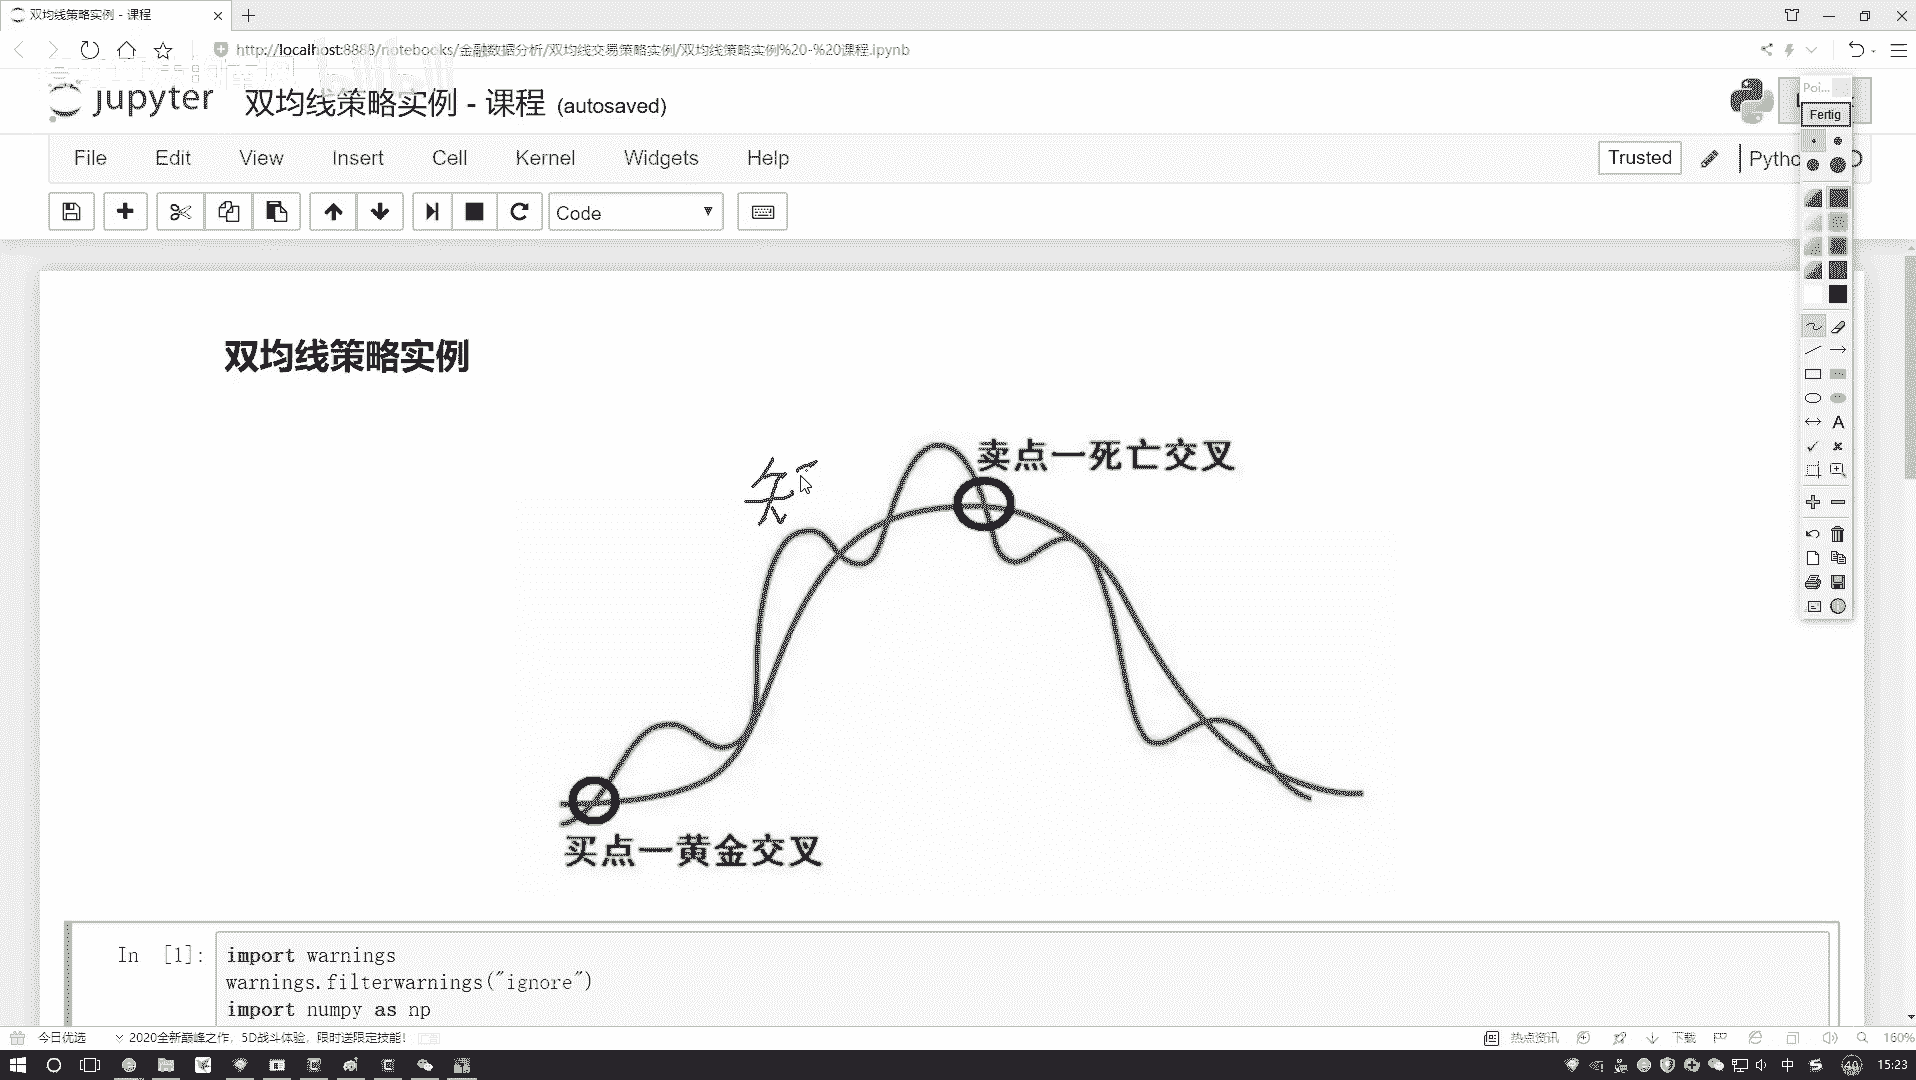 双均线策略实例 - 课程
http://localhost:8888/notebooks/金融数据分析/双均线交易策略实例/双均线策略实例%20-%20课程.ipynb
jupyter 双均线策略实例 - 课程 (autosaved)
Poi...
Fertig
File Edit View Insert Cell Kernel Widgets Help
Trusted
Pytho
Code
双均线策略实例
卖点一死亡交叉
买点一黄金交叉
In [1]:
import warnings
warnings.filterwarnings("ignore")
import numpy as np
今日优选
2020全新巅峰之作，5D战斗体验，限时送限定技能！
热点资讯
下载
160%
中
40
15:23